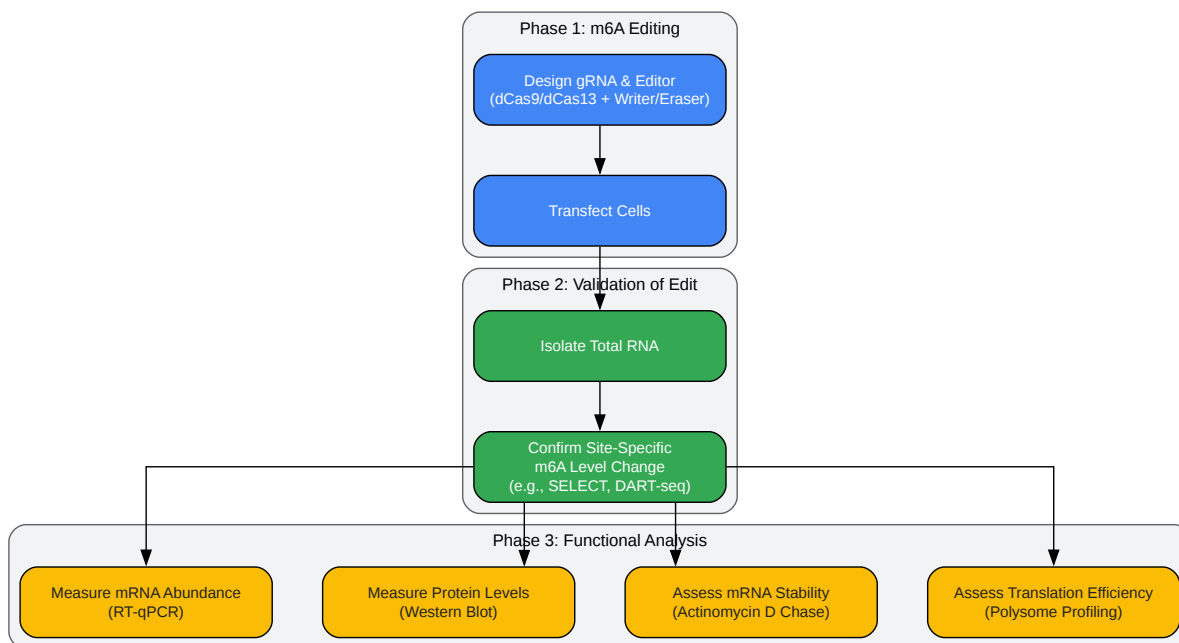 Phase 1: m6A Editing
Design gRNA & Editor
(dCas9/dCas13 + Writer/Eraser)
Transfect Cells
Phase 2: Validation of Edit
Isolate Total RNA
Confirm Site-Specific
m6A Level Change
(e.g., SELECT, DART-seq)
Phase 3: Functional Analysis
Measure mRNA Abundance
(RT-qPCR)
Measure Protein Levels
(Western Blot)
Assess mRNA Stability
(Actinomycin D Chase)
Assess Translation Efficiency
(Polysome Profiling)